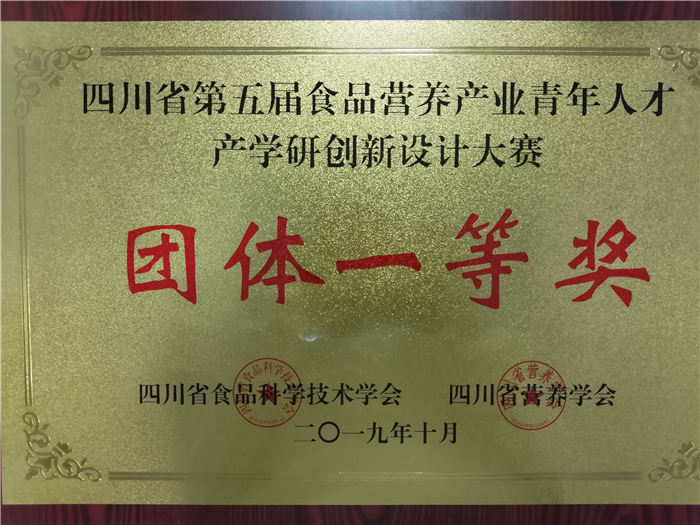 四川省第五届食品营养产业青年人才
产学研创新设计大赛
团体一等奖
四川省食品科学技术学会 四川省营养学会
二〇一九年十月